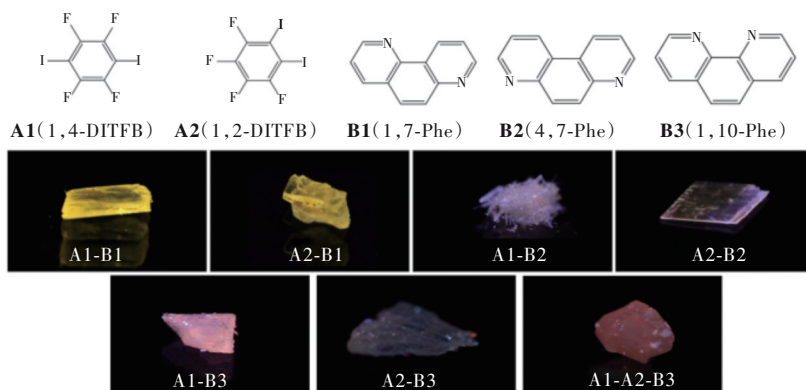 F F I N N N
I I F I
F F F F N N
A1(1,4-DITFB) A2(1,2-DITFB) B1(1,7-Phe) B2(4,7-Phe) B3(1,10-Phe)
A1-B1 A2-B1 A1-B2 A2-B2
A1-B3 A2-B3 A1-A2-B3